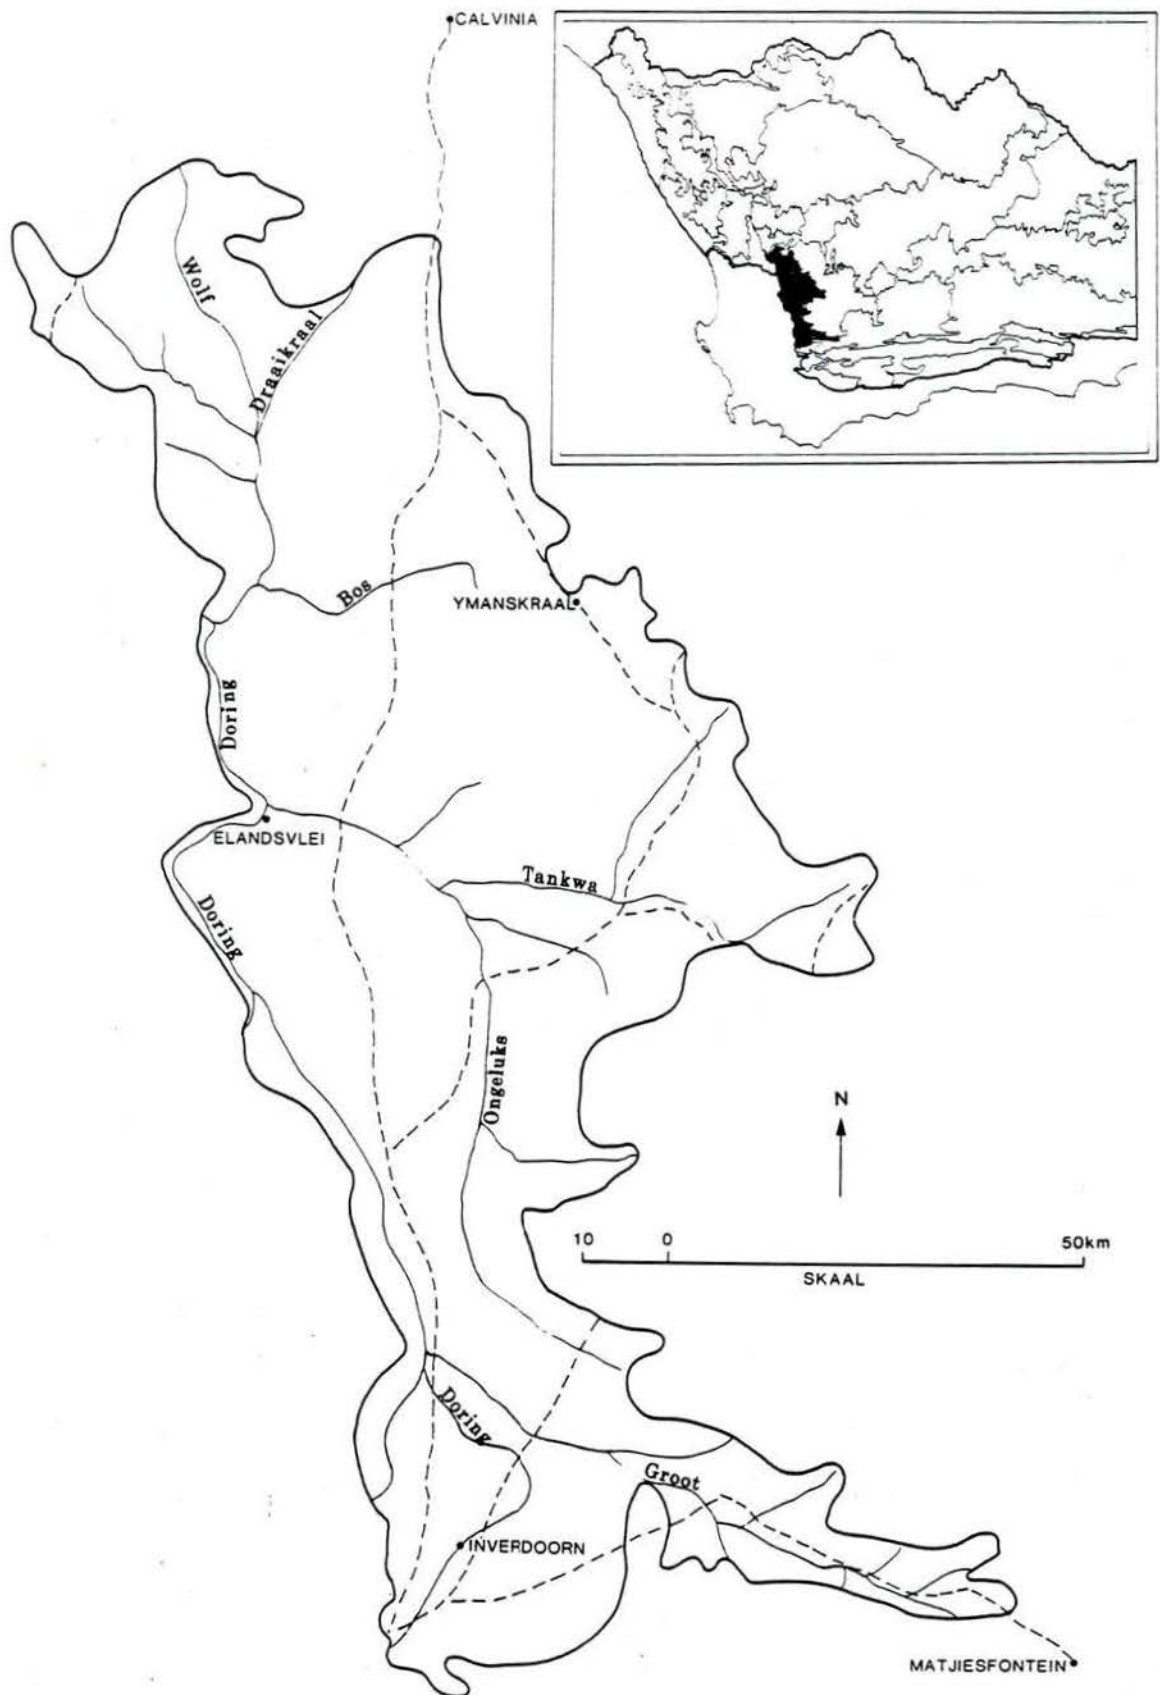 CALVINIA
Wolf
Draaikraal
Bos
YMANSKRAAL
Doring
ELANDSVLEI
Tankwa
Doring
Ongeluks
N
10 0 50km
SKAAL
Doring
Groot
INVERDOORN
MATJIESFONTEIN